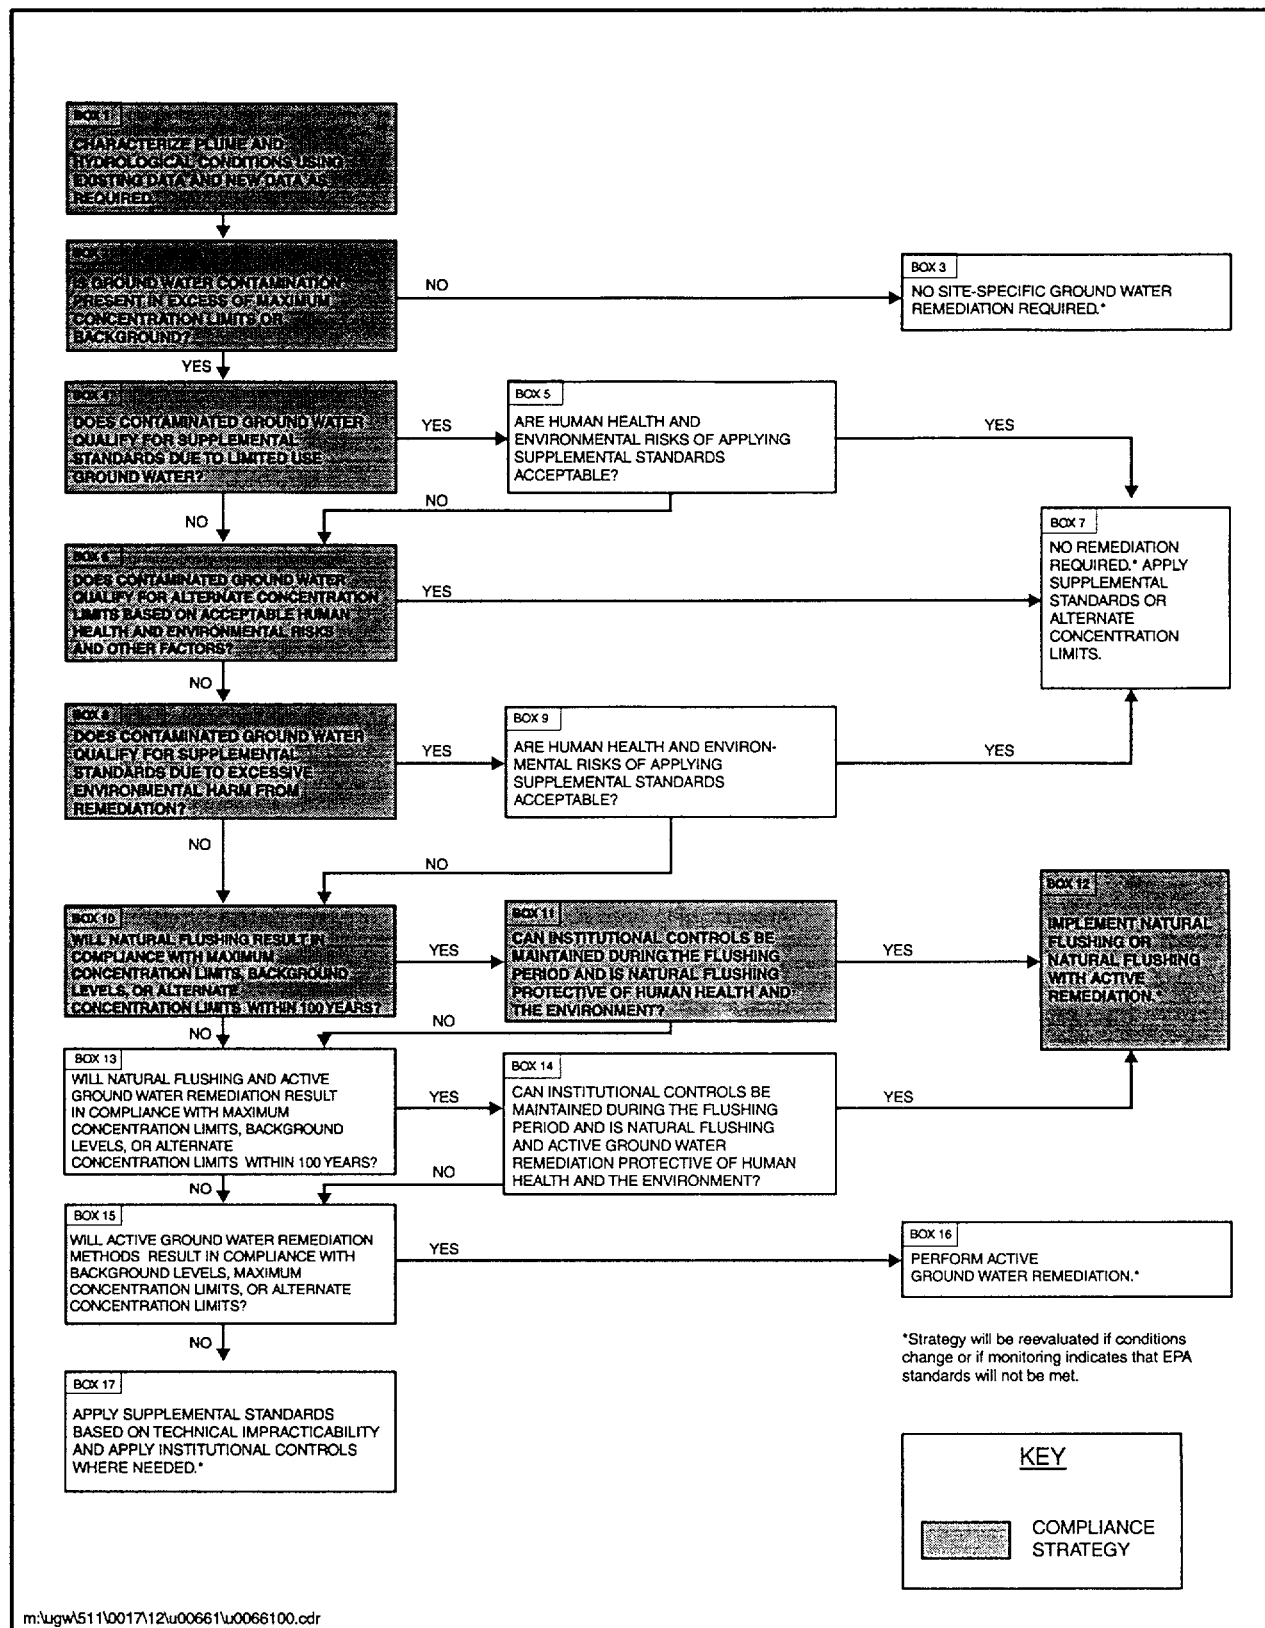 BOX 1
CHARACTERIZE PLUME AND
HYDROLOGICAL CONDITIONS USING
EXISTING DATA AND NEW DATA AS
REQUIRED.
BOX
IS GROUND WATER CONTAMINATION
PRESENT IN EXCESS OF MAXIMUM
CONCENTRATION LIMITS OR
BACKGROUND?
NO
BOX 3
NO SITE-SPECIFIC GROUND WATER
REMEDIATION REQUIRED.*
YES
BOX 4
DOES CONTAMINATED GROUND WATER
QUALIFY FOR SUPPLEMENTAL
STANDARDS DUE TO LIMITED USE
GROUND WATER?
YES
BOX 5
ARE HUMAN HEALTH AND
ENVIRONMENTAL RISKS OF APPLYING
SUPPLEMENTAL STANDARDS
ACCEPTABLE?
YES
NO
NO
BOX 6
DOES CONTAMINATED GROUND WATER
QUALIFY FOR ALTERNATE CONCENTRATION
LIMITS BASED ON ACCEPTABLE HUMAN
HEALTH AND ENVIRONMENTAL RISKS
AND OTHER FACTORS?
YES
BOX 7
NO REMEDIATION
REQUIRED.* APPLY
SUPPLEMENTAL
STANDARDS OR
ALTERNATE
CONCENTRATION
LIMITS.
NO
BOX 8
DOES CONTAMINATED GROUND WATER
QUALIFY FOR SUPPLEMENTAL
STANDARDS DUE TO EXCESSIVE
ENVIRONMENTAL HARM FROM
REMEDIATION?
YES
BOX 9
ARE HUMAN HEALTH AND ENVIRON-
MENTAL RISKS OF APPLYING
SUPPLEMENTAL STANDARDS
ACCEPTABLE?
YES
NO
NO
BOX 10
WILL NATURAL FLUSHING RESULT IN
COMPLIANCE WITH MAXIMUM
CONCENTRATION LIMITS, BACKGROUND
LEVELS, OR ALTERNATE
CONCENTRATION LIMITS WITHIN 100 YEARS?
YES
BOX 11
CAN INSTITUTIONAL CONTROLS BE
MAINTAINED DURING THE FLUSHING
PERIOD AND IS NATURAL FLUSHING
PROTECTIVE OF HUMAN HEALTH AND
THE ENVIRONMENT?
YES
BOX 12
IMPLEMENT NATURAL
FLUSHING OR
NATURAL FLUSHING
WITH ACTIVE
REMEDIATION.*
NO
NO
BOX 13
WILL NATURAL FLUSHING AND ACTIVE
GROUND WATER REMEDIATION RESULT
IN COMPLIANCE WITH MAXIMUM
CONCENTRATION LIMITS, BACKGROUND
LEVELS, OR ALTERNATE
CONCENTRATION LIMITS WITHIN 100 YEARS?
YES
BOX 14
CAN INSTITUTIONAL CONTROLS BE
MAINTAINED DURING THE FLUSHING
PERIOD AND IS NATURAL FLUSHING
AND ACTIVE GROUND WATER
REMEDIATION PROTECTIVE OF HUMAN
HEALTH AND THE ENVIRONMENT?
YES
NO
NO
BOX 15
WILL ACTIVE GROUND WATER REMEDIATION
METHODS RESULT IN COMPLIANCE WITH
BACKGROUND LEVELS, MAXIMUM
CONCENTRATION LIMITS, OR ALTERNATE
CONCENTRATION LIMITS?
YES
BOX 16
PERFORM ACTIVE
GROUND WATER REMEDIATION.*
NO
*Strategy will be reevaluated if conditions
change or if monitoring indicates that EPA
standards will not be met.
BOX 17
APPLY SUPPLEMENTAL STANDARDS
BASED ON TECHNICAL IMPRACTICABILITY
AND APPLY INSTITUTIONAL CONTROLS
WHERE NEEDED.*
KEY
COMPLIANCE
STRATEGY
m:\ugw\511\0017\12\u00661\u0066100.cdr